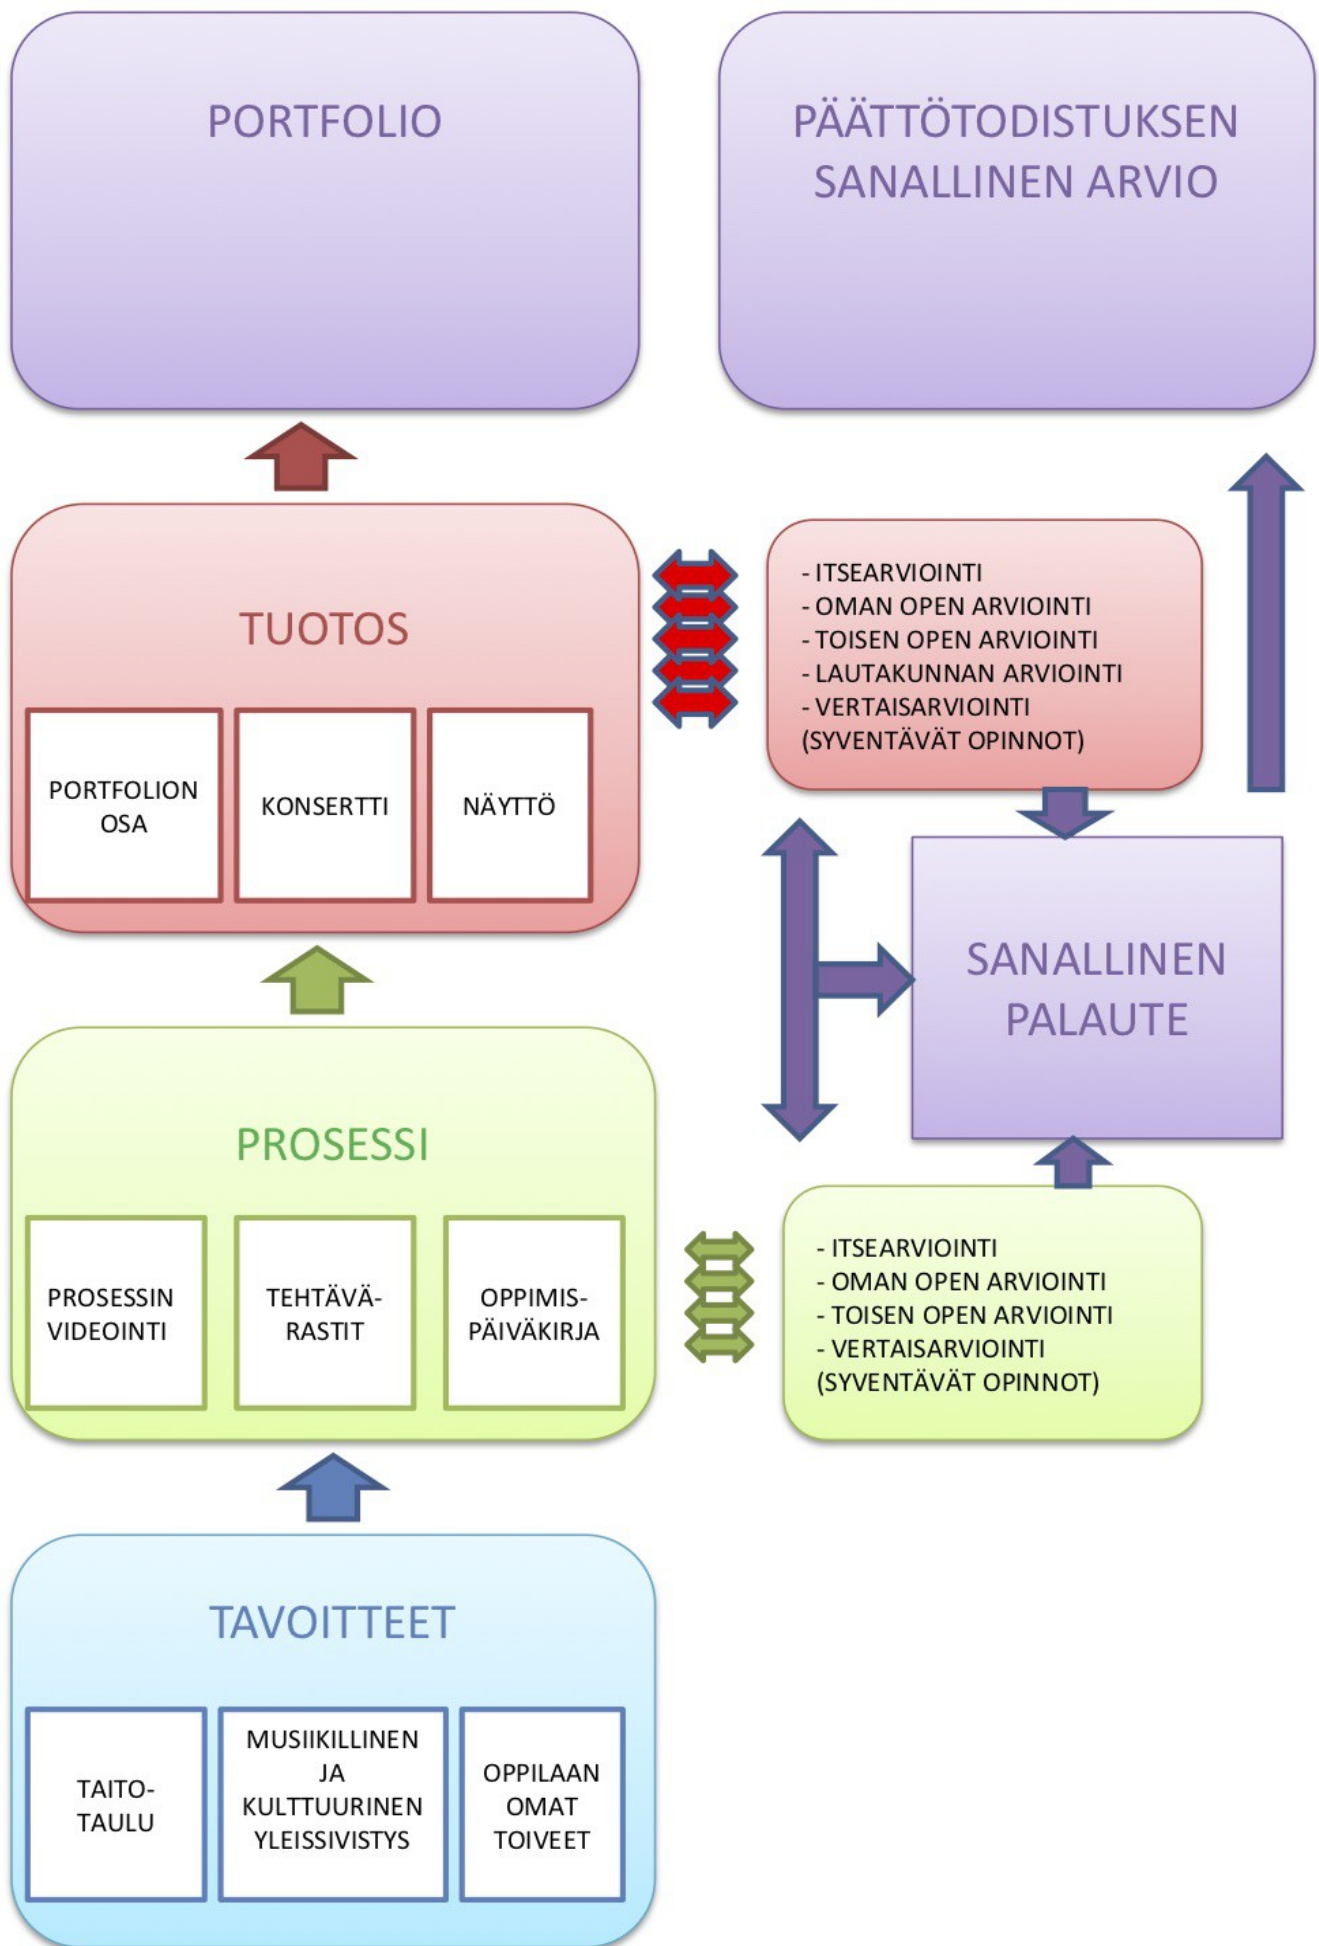 PORTFOLIO
PÄÄTTÖTODISTUKSEN
SANALLINEN ARVIO
TUOTOS
PORTFOLION
OSA
KONSERTTI
NÄYTTÖ
- ITSEARVIOINTI
- OMAN OPEN ARVIOINTI
- TOISEN OPEN ARVIOINTI
- LAUTAKUNNAN ARVIOINTI
- VERTAISARVIOINTI
(SYVENTÄVÄT OPINNOT)
SANALLINEN
PALAUTE
PROSESSI
PROSESSIN
VIDEOINTI
TEHTÄVÄ-
RASTIT
OPPIMIS-
PÄIVÄKIRJA
- ITSEARVIOINTI
- OMAN OPEN ARVIOINTI
- TOISEN OPEN ARVIOINTI
- VERTAISARVIOINTI
(SYVENTÄVÄT OPINNOT)
TAVOITTEET
TAITO-
TAULU
MUSIIKILLINEN
JA
KULTTUURINEN
YLEISSIVISTYS
OPPILAAN
OMAT
TOIVEET